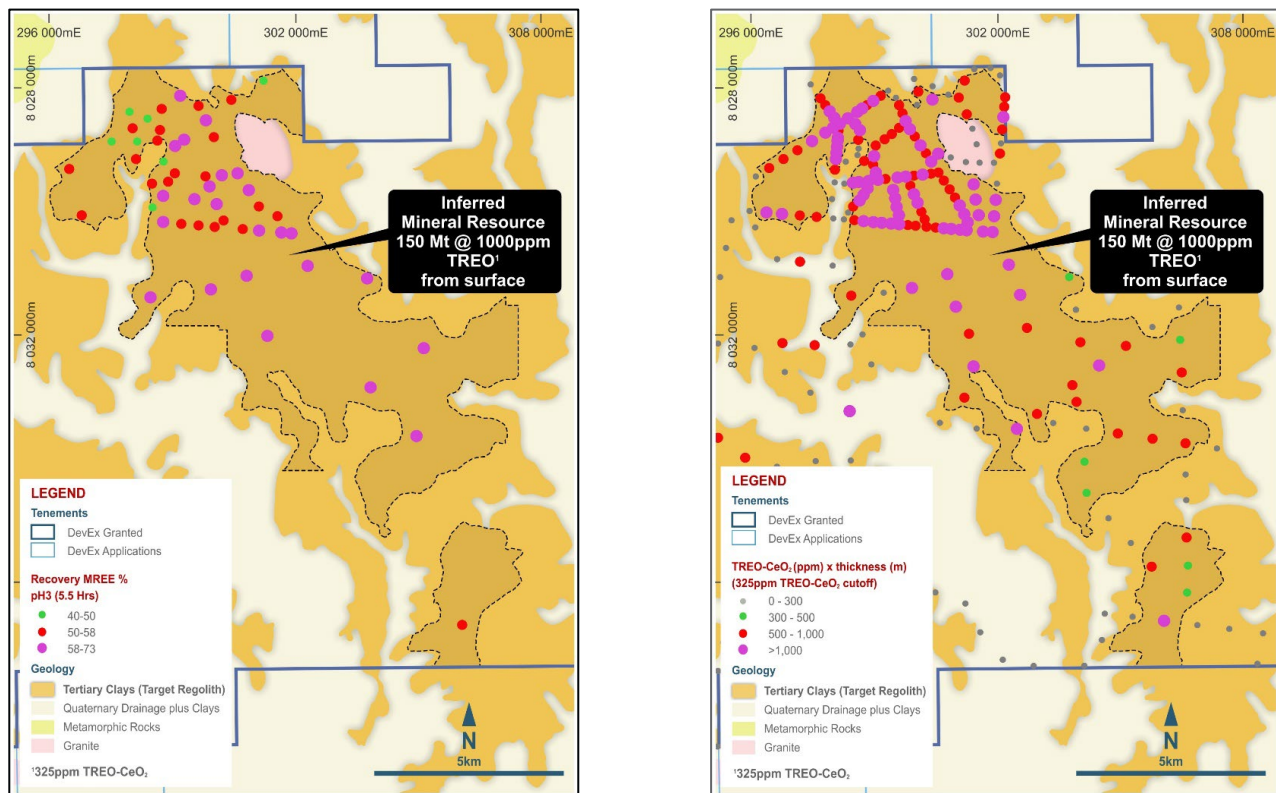 296 000mE
302 000mE
308 000mE
8 028 000m
8 032 000m
Inferred
Mineral Resource
150 Mt @ 1000ppm
TREO¹
from surface
LEGEND
Tenements
DevEx Granted
DevEx Applications
Recovery MREE %
pH3 (5.5 Hrs)
40-50
50-58
58-73
Geology
Tertiary Clays (Target Regolith)
Quaternary Drainage plus Clays
Metamorphic Rocks
Granite
¹325ppm TREO-CeO₂
N
5km
296 000mE
302 000mE
308 000mE
8 028 000m
8 032 000m
Inferred
Mineral Resource
150 Mt @ 1000ppm
TREO¹
from surface
LEGEND
Tenements
DevEx Granted
DevEx Applications
TREO-CeO₂ (ppm) x thickness (m)
(325ppm TREO-CeO₂ cutoff)
0 - 300
300 - 500
500 - 1,000
>1,000
Geology
Tertiary Clays (Target Regolith)
Quaternary Drainage plus Clays
Metamorphic Rocks
Granite
¹325ppm TREO-CeO₂
N
5km